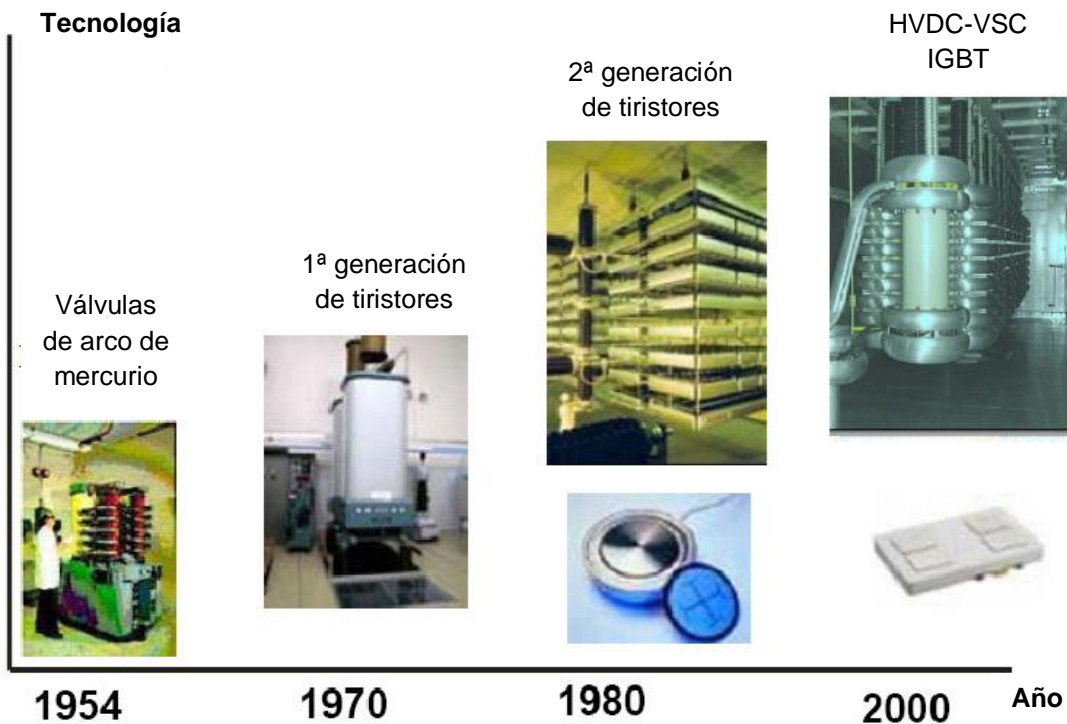 Tecnología
HVDC-VSC
IGBT
2ª generación
de tiristores
1ª generación
de tiristores
Válvulas
de arco de
mercurio
1954
1970
1980
2000
Año